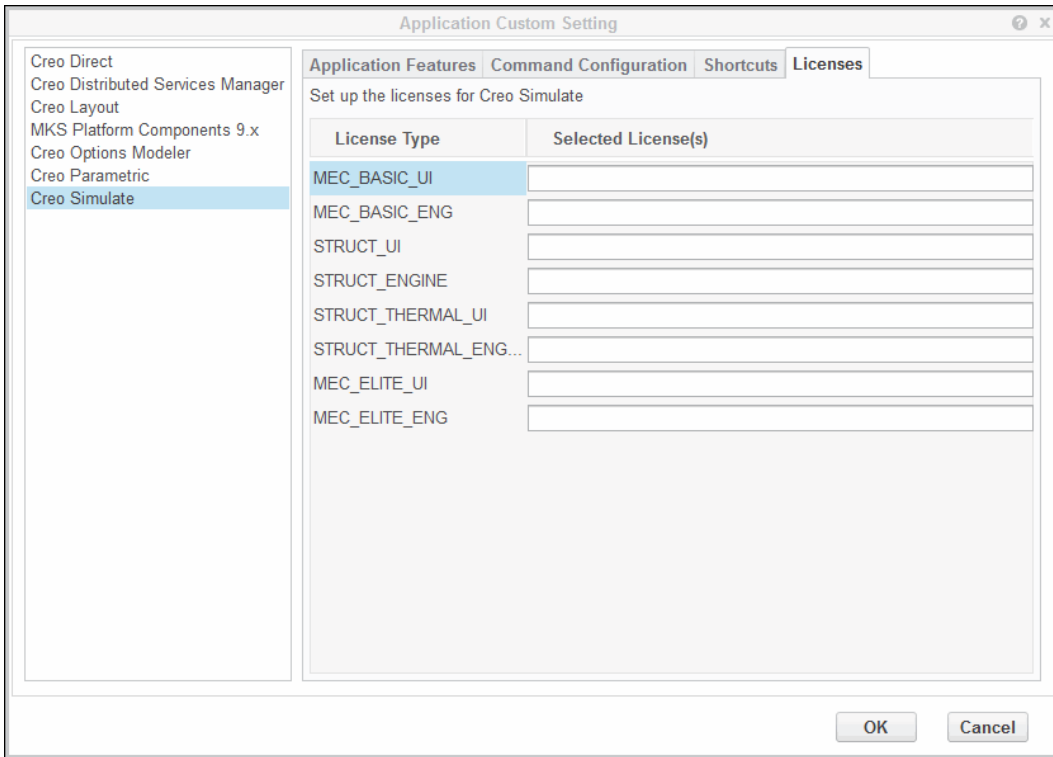 Application Custom Setting
Creo Direct
Creo Distributed Services Manager
Creo Layout
MKS Platform Components 9.x
Creo Options Modeler
Creo Parametric
Creo Simulate
Application Features Command Configuration Shortcuts Licenses
Set up the licenses for Creo Simulate
License Type Selected License(s)
MEC_BASIC_UI
MEC_BASIC_ENG
STRUCT_UI
STRUCT_ENGINE
STRUCT_THERMAL_UI
STRUCT_THERMAL_ENG...
MEC_ELITE_UI
MEC_ELITE_ENG
OK Cancel